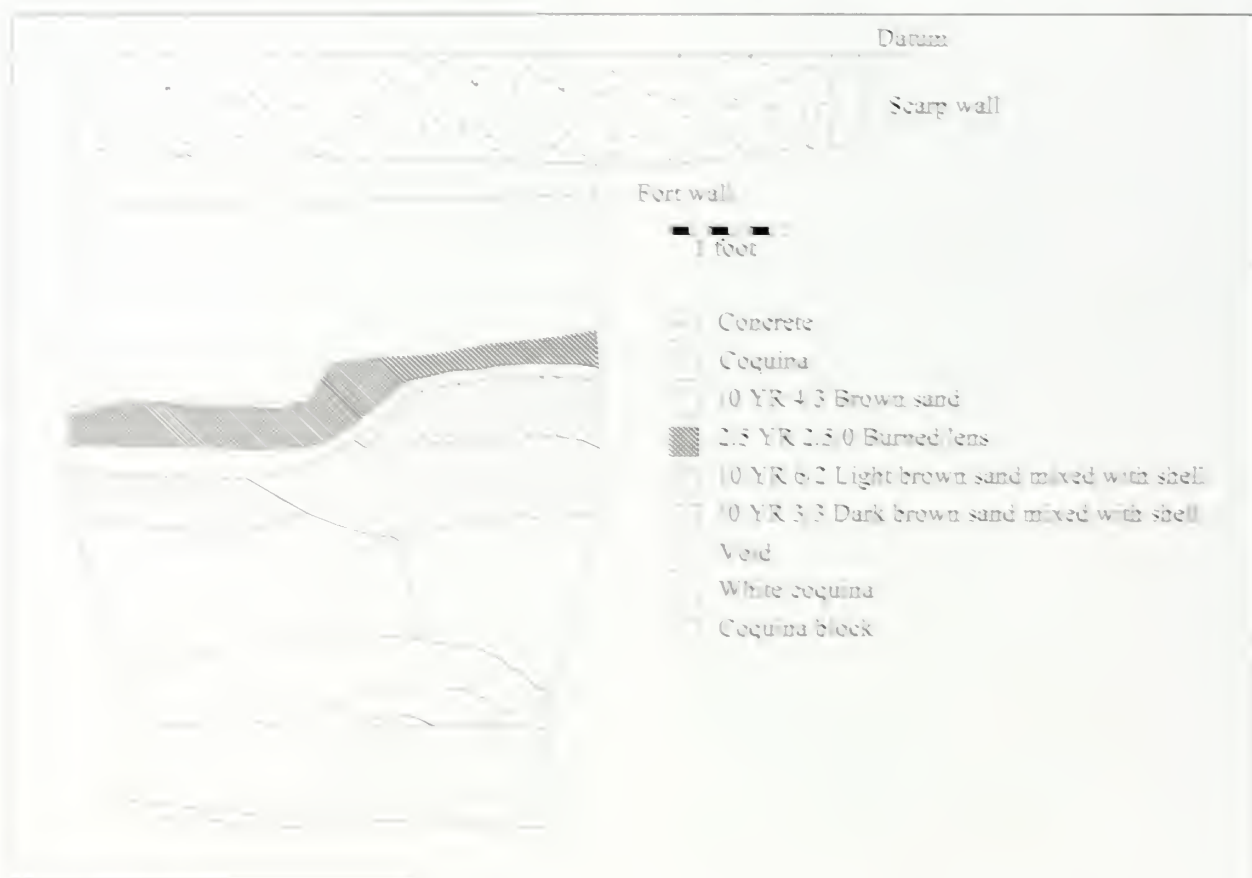 Datum
Scarp wall
Fort wall
1 foot
Concrete
Coquina
10 YR 4/3 Brown sand
2.5 YR 2.5/0 Burned lens
10 YR 6/2 Light brown sand mixed with shell
10 YR 3/3 Dark brown sand mixed with shell
Void
White coquina
Coquina block